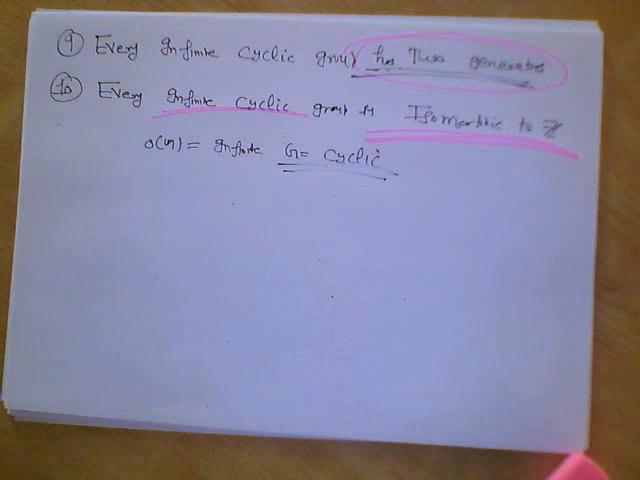 9 Every Infinite cyclic group has Two generators
10 Every Infinite cyclic group is Isomorphic to ℤ
o(G) = Infinite G = cyclic